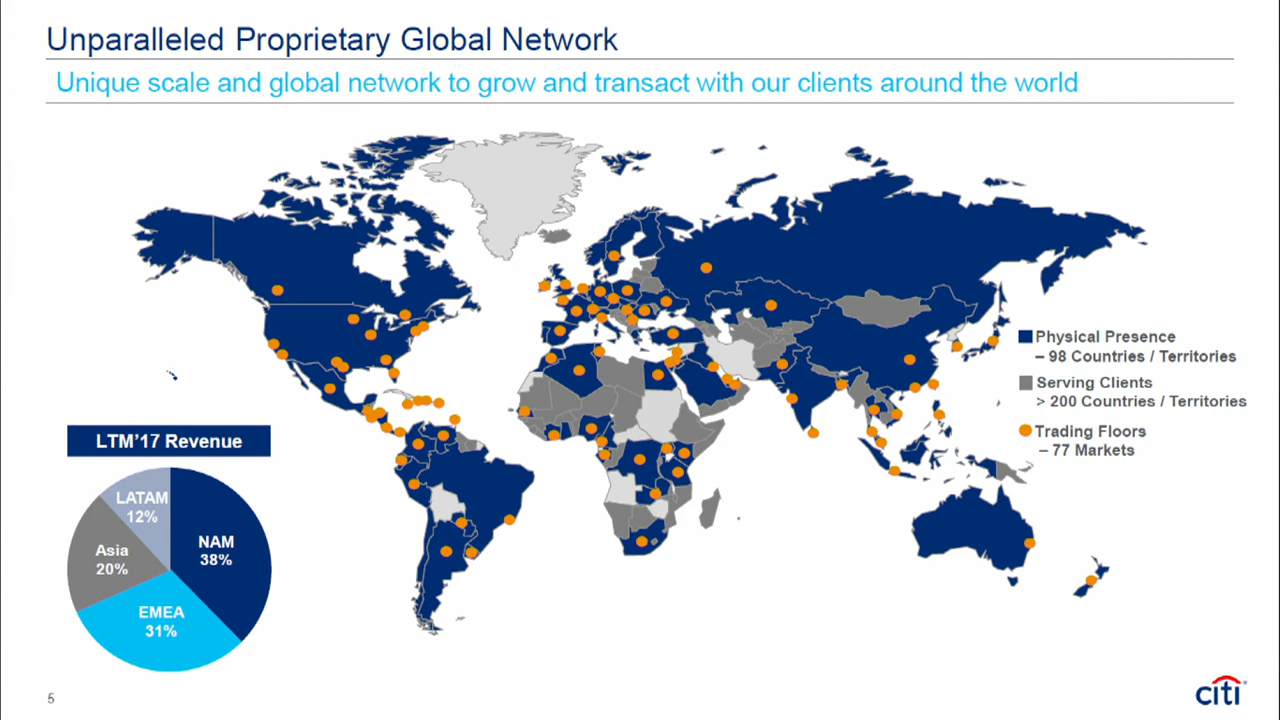 Unparalleled Proprietary Global Network
Unique scale and global network to grow and transact with our clients around the world
Physical Presence
– 98 Countries / Territories
Serving Clients
> 200 Countries / Territories
Trading Floors
– 77 Markets
LTM’17 Revenue
LATAM
12%
NAM
38%
Asia
20%
EMEA
31%
5
citi